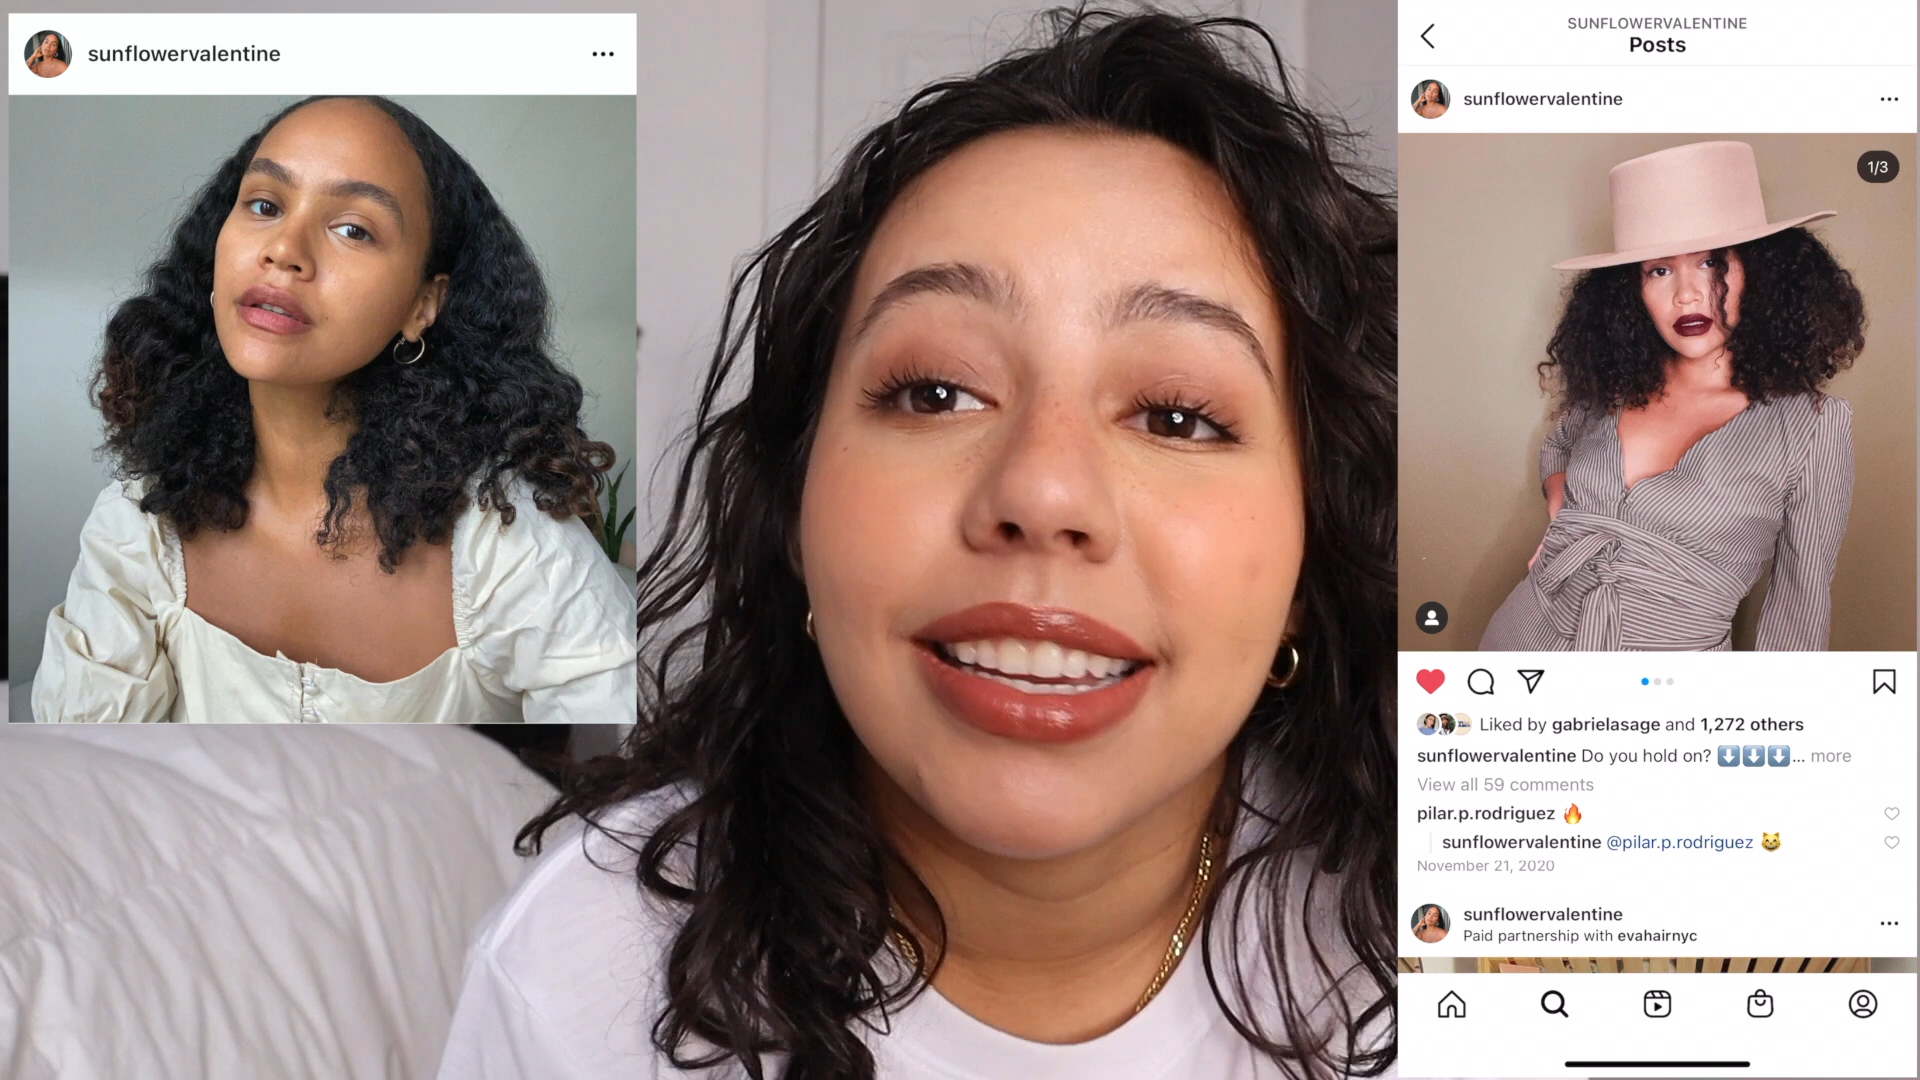 sunflowervalentine
SUNFLOWERVALENTINE
Posts
sunflowervalentine
1/3
Liked by gabrielasage and 1,272 others
sunflowervalentine Do you hold on? ⬇️⬇️⬇️... more
View all 59 comments
pilar.p.rodriguez 🔥
sunflowervalentine @pilar.p.rodriguez 😺
November 21, 2020
sunflowervalentine
Paid partnership with evahairnyc